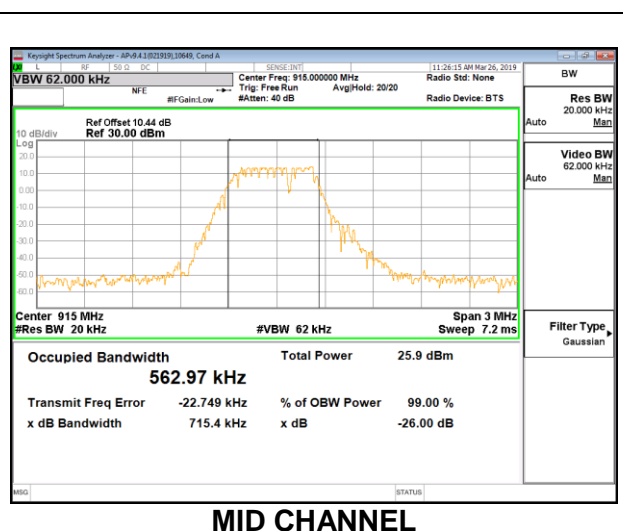 Keysight Spectrum Analyzer - APv9.4.1(021919),10649, Cond A
L RF 50 Ω DC SENSE:INT 11:26:15 AM Mar 26, 2019
VBW 62.000 kHz Center Freq: 915.000000 MHz Radio Std: None
NFE Trig: Free Run Avg|Hold: 20/20
#IFGain:Low #Atten: 40 dB Radio Device: BTS
Ref Offset 10.44 dB
10 dB/div Ref 30.00 dBm
Log
20.0
10.0
0.00
-10.0
-20.0
-30.0
-40.0
-50.0
-60.0
Center 915 MHz Span 3 MHz
#Res BW 20 kHz #VBW 62 kHz Sweep 7.2 ms
Occupied Bandwidth Total Power 25.9 dBm
562.97 kHz
Transmit Freq Error -22.749 kHz % of OBW Power 99.00 %
x dB Bandwidth 715.4 kHz x dB -26.00 dB
MSG STATUS
BW
Res BW
20.000 kHz
Auto Man
Video BW
62.000 kHz
Auto Man
Filter Type
Gaussian
MID CHANNEL